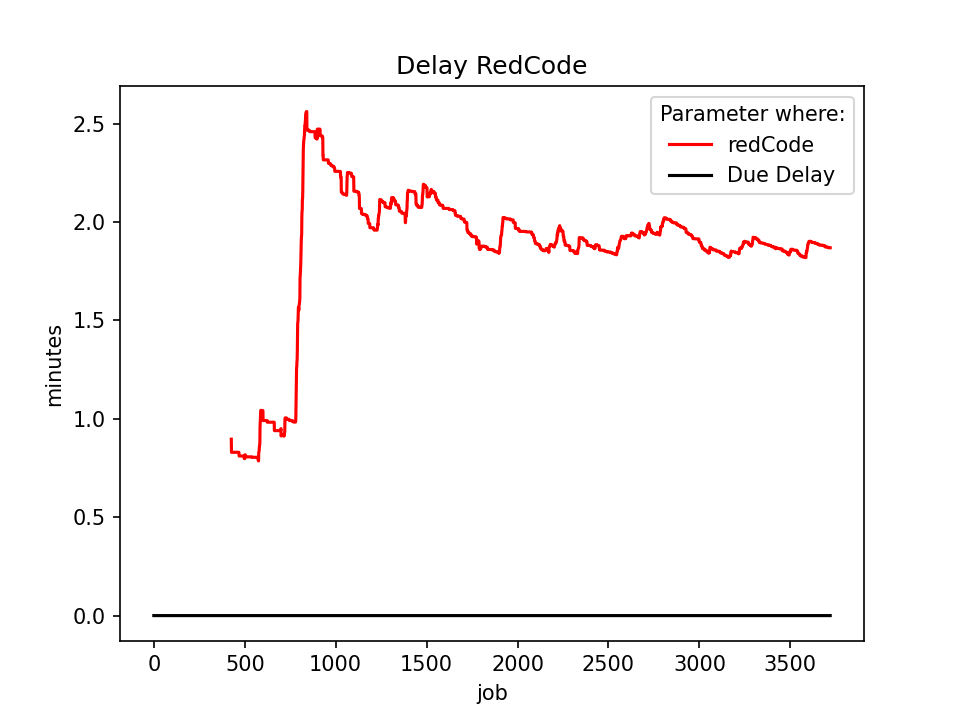 Delay RedCode
Parameter where:
redCode
Due Delay
2.5
2.0
1.5
1.0
0.5
0.0
minutes
0 500 1000 1500 2000 2500 3000 3500
job